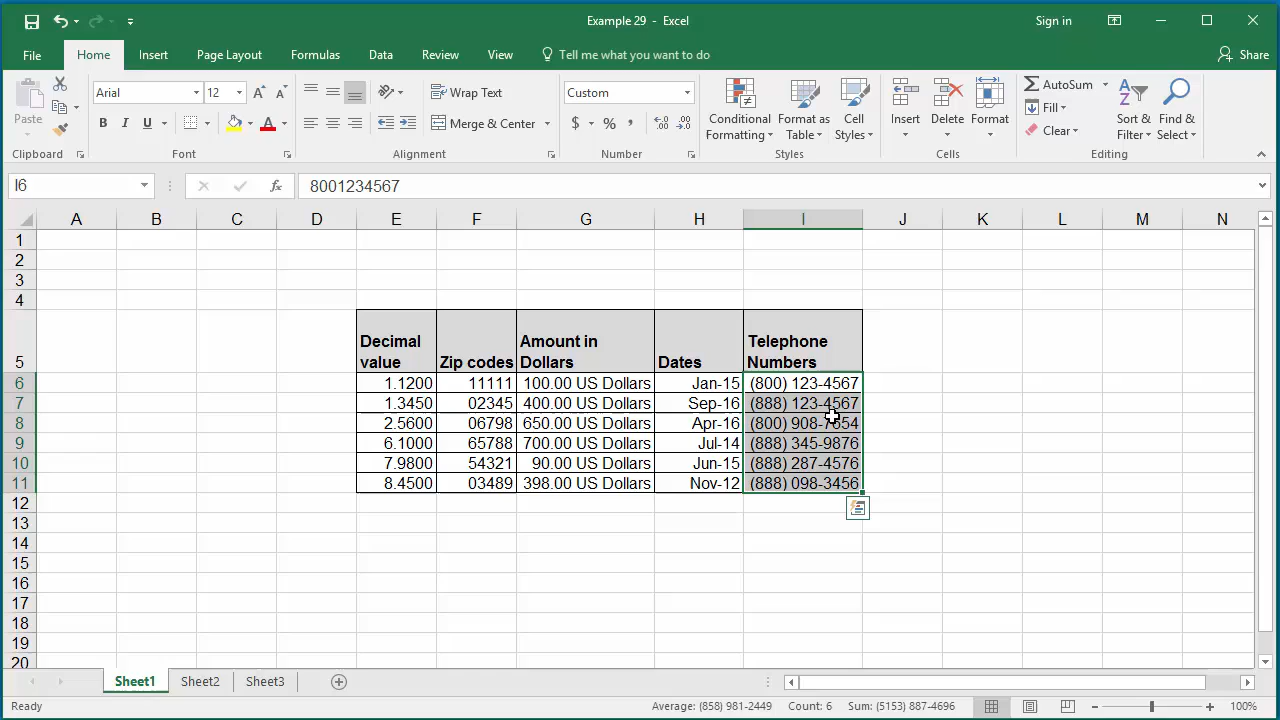 Example 29 - Excel
Sign in
File Home Insert Page Layout Formulas Data Review View Tell me what you want to do Share
Paste
Clipboard
Arial 12
B I U
Font
Wrap Text
Merge & Center
Alignment
Custom
$ % ,
Number
Conditional Formatting
Format as Table
Cell Styles
Styles
Insert Delete Format
Cells
AutoSum
Fill
Clear
Sort & Filter
Find & Select
Editing
I6 fx 8001234567
A B C D E F G H I J K L M N
1
2
3
4
5 Decimal value Zip codes Amount in Dollars Dates Telephone Numbers
6 1.1200 11111 100.00 US Dollars Jan-15 (800) 123-4567
7 1.3450 02345 400.00 US Dollars Sep-16 (888) 123-4567
8 2.5600 06798 650.00 US Dollars Apr-16 (800) 908-7654
9 6.1000 65788 700.00 US Dollars Jul-14 (888) 345-9876
10 7.9800 54321 90.00 US Dollars Jun-15 (888) 287-4576
11 8.4500 03489 398.00 US Dollars Nov-12 (888) 098-3456
12
13
14
15
16
17
18
19
20
Sheet1 Sheet2 Sheet3
Ready Average: (858) 981-2449 Count: 6 Sum: (5153) 887-4696 100%